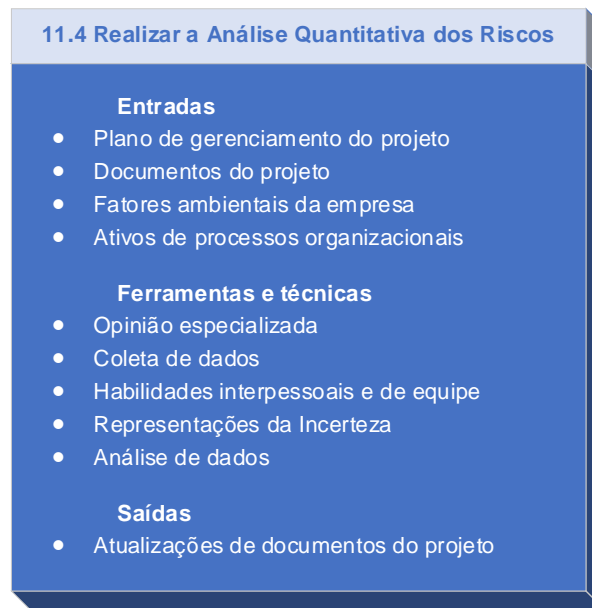 11.4 Realizar a Análise Quantitativa dos Riscos
Entradas
• Plano de gerenciamento do projeto
• Documentos do projeto
• Fatores ambientais da empresa
• Ativos de processos organizacionais
Ferramentas e técnicas
• Opinião especializada
• Coleta de dados
• Habilidades interpessoais e de equipe
• Representações da Incerteza
• Análise de dados
Saídas
• Atualizações de documentos do projeto